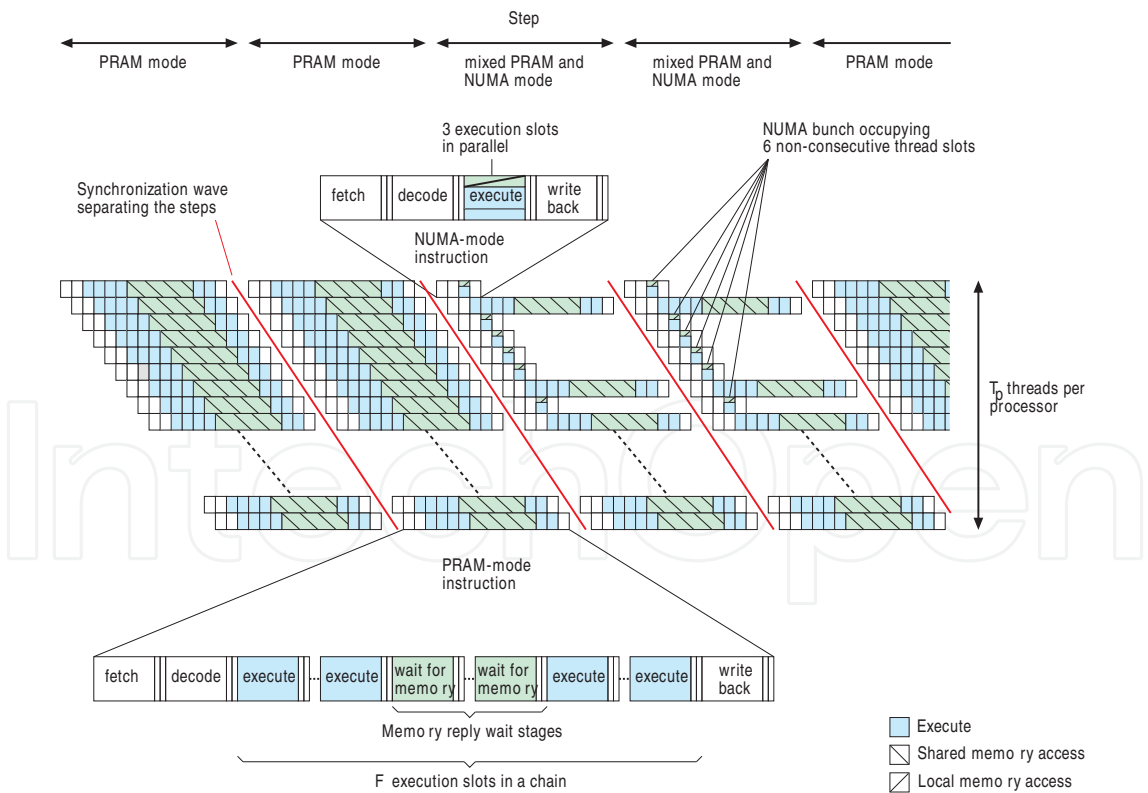 Step
PRAM mode
PRAM mode
mixed PRAM and
NUMA mode
mixed PRAM and
NUMA mode
PRAM mode
3 execution slots
in parallel
NUMA bunch occupying
6 non-consecutive thread slots
Synchronization wave
separating the steps
fetch
decode
execute
write
back
NUMA-mode
instruction
Tp threads per
processor
IntechOpen
PRAM-mode
instruction
fetch
decode
execute
...
execute
wait for
memo ry
...
wait for
memo ry
execute
...
execute
write
back
Memo ry reply wait stages
F execution slots in a chain
Execute
Shared memo ry access
Local memo ry access